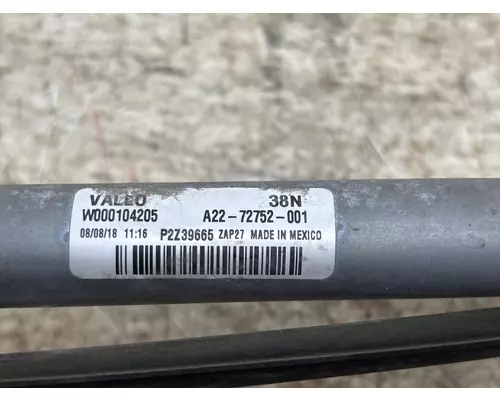 VALEO 38N
W000104205 A22-72752-001
08/08/18 11:16 P2Z39665 ZAP27 MADE IN MEXICO